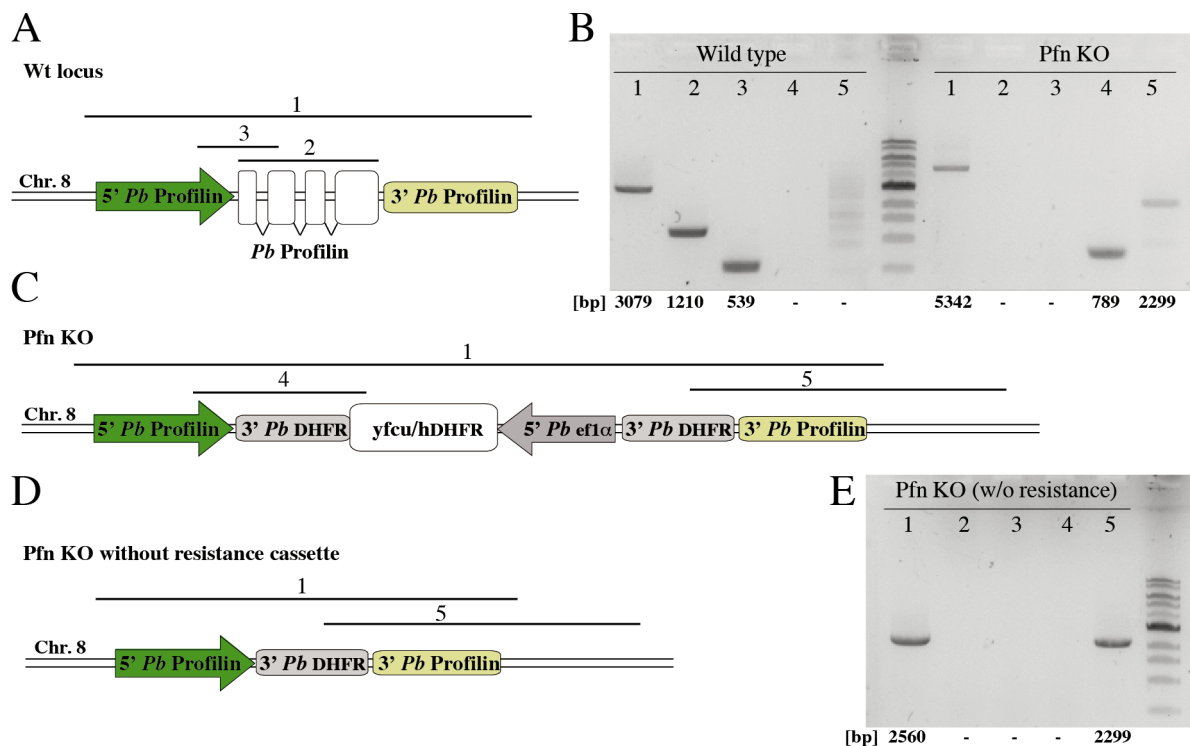 A
Wt locus
1
3
2
Chr. 8
5’ Pb Profilin
3’ Pb Profilin
Pb Profilin
B
Wild type Pfn KO
1 2 3 4 5 1 2 3 4 5
[bp] 3079 1210 539 - - 5342 - - 789 2299
C
Pfn KO
1
4
5
Chr. 8
5’ Pb Profilin
3’ Pb DHFR
yfcu/hDHFR
5’ Pb ef1α
3’ Pb DHFR
3’ Pb Profilin
D
Pfn KO without resistance cassette
1
5
Chr. 8
5’ Pb Profilin
3’ Pb DHFR
3’ Pb Profilin
E
Pfn KO (w/o resistance)
1 2 3 4 5
[bp] 2560 - - - 2299